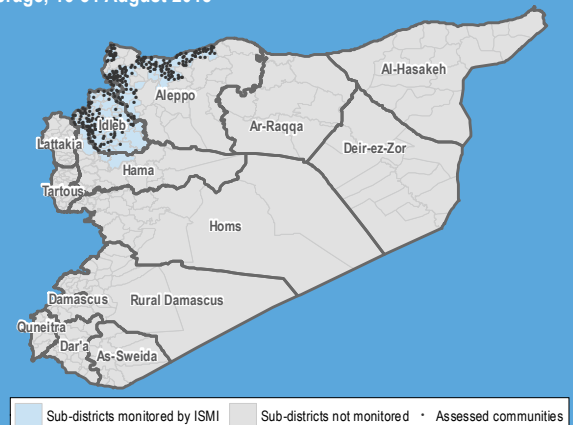 Al-Hasakeh
Aleppo
Idleb
Ar-Raqqa
Lattakia
Deir-ez-Zor
Hama
Tartous
Homs
Damascus
Rural Damascus
Quneitra
Dar'a
As-Sweida
Sub-districts monitored by ISMI
Sub-districts not monitored
Assessed communities